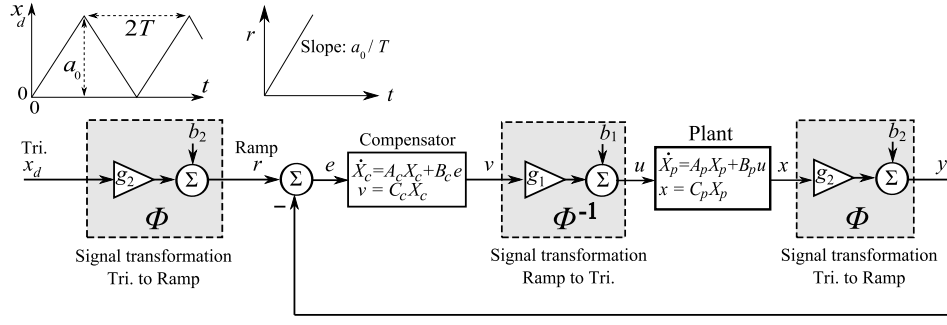 x_d
2T
a_0
0
0
t
r
Slope: a_0 / T
t
Tri.
x_d
g_2
b_2
Σ
Φ
Signal transformation
Tri. to Ramp
Ramp
r
Σ
−
e
Compensator
Ẋ_c=A_cX_c+B_c e
v = C_cX_c
v
g_1
b_1
Σ
Φ^-1
Signal transformation
Ramp to Tri.
u
Plant
Ẋ_p=A_pX_p+B_pu
x = C_pX_p
x
g_2
b_2
Σ
Φ
Signal transformation
Tri. to Ramp
y